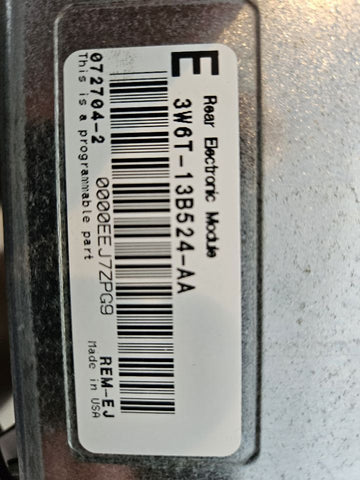 E
Rear Electronic Module
3W6T-13B524-AA
0000EEJ7ZPG9
REM-EJ
072704-2
Made in USA
This is a programmable part